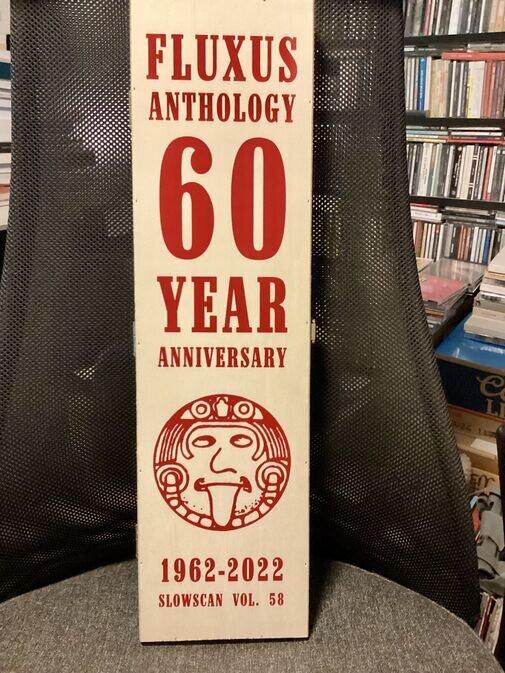 FLUXUS
ANTHOLOGY
60
YEAR
ANNIVERSARY
1962-2022
SLOWSCAN VOL. 58